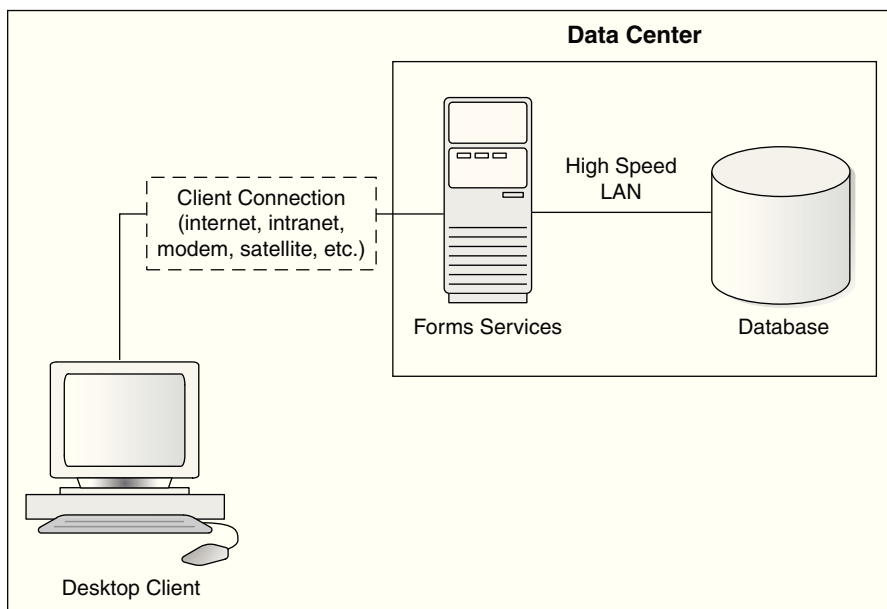 Data Center
High Speed
LAN
Client Connection
(internet, intranet,
modem, satellite, etc.)
Forms Services
Database
Desktop Client